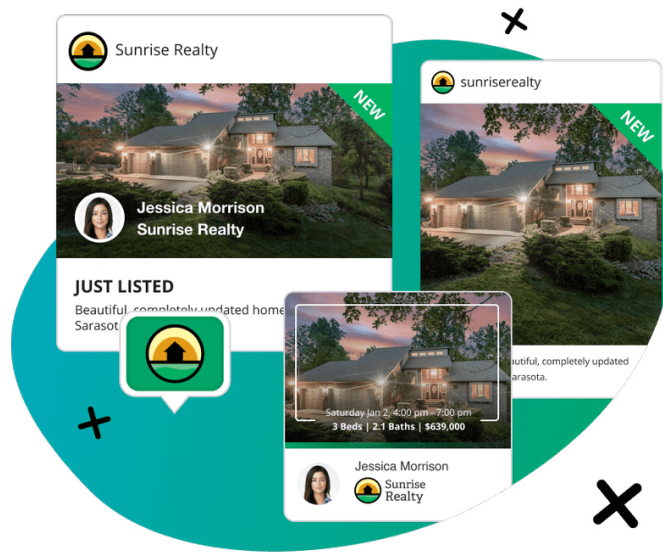 Sunrise Realty
NEW
Jessica Morrison
Sunrise Realty
JUST LISTED
Beautiful, completely updated home
Sarasot
sunriserealty
NEW
autiful, completely updated
arasota.
Saturday Jan 2, 4:00 pm - 7:00 pm
3 Beds | 2.1 Baths | $639,000
Jessica Morrison
Sunrise
Realty